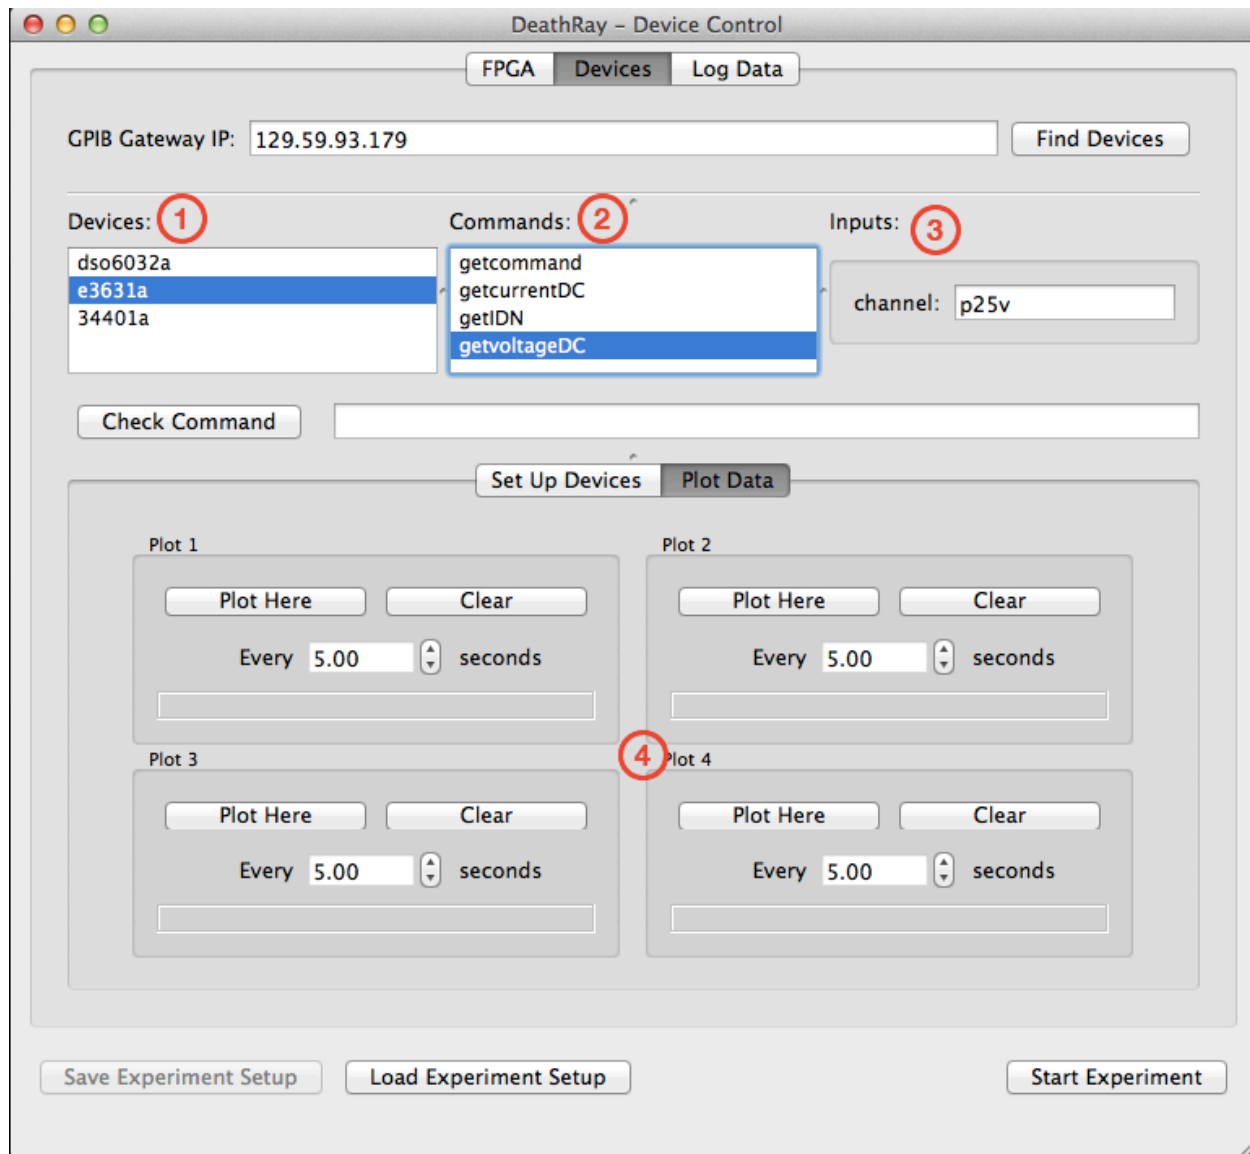 DeathRay – Device Control
FPGA Devices Log Data
GPIB Gateway IP: 129.59.93.179 Find Devices
Devices: 1 Commands: 2 Inputs: 3
dso6032a
e3631a
34401a
getcommand
getcurrentDC
getIDN
getvoltageDC
channel: p25v
Check Command
Set Up Devices Plot Data
Plot 1 Plot 2
Plot Here Clear Plot Here Clear
Every 5.00 seconds Every 5.00 seconds
Plot 3 4 Plot 4
Plot Here Clear Plot Here Clear
Every 5.00 seconds Every 5.00 seconds
Save Experiment Setup Load Experiment Setup Start Experiment